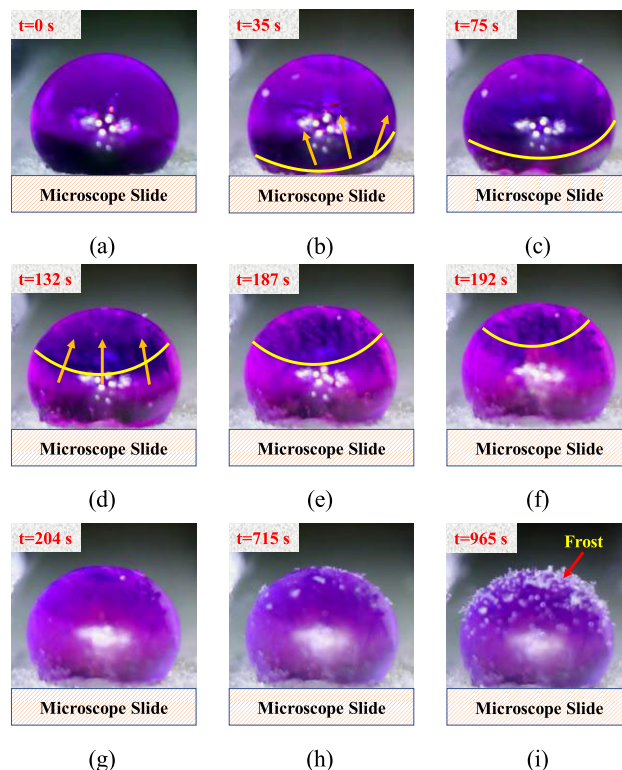 t=0 s
t=35 s
t=75 s
Microscope Slide
Microscope Slide
Microscope Slide
(a)
(b)
(c)
t=132 s
t=187 s
t=192 s
Microscope Slide
Microscope Slide
Microscope Slide
(d)
(e)
(f)
t=204 s
t=715 s
t=965 s
Frost
Microscope Slide
Microscope Slide
Microscope Slide
(g)
(h)
(i)